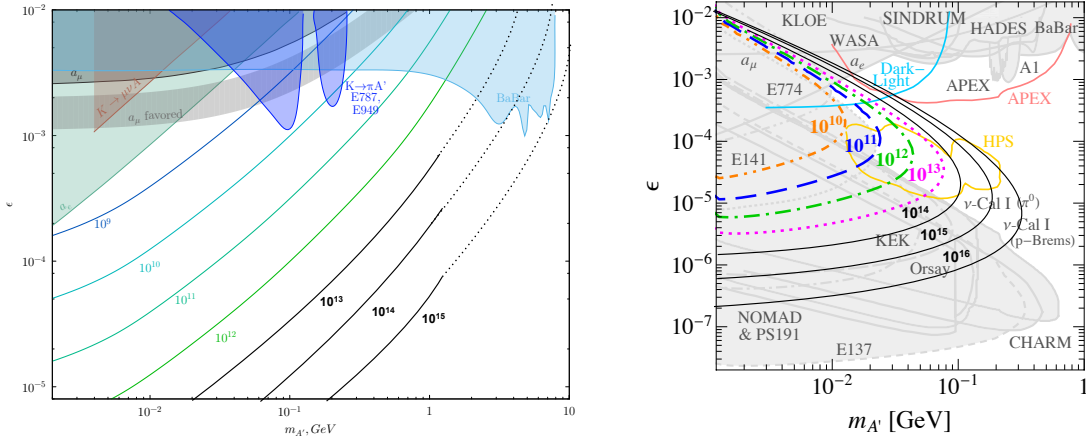 10⁻²
10⁻³
10⁻⁴
10⁻⁵
ϵ
a_μ
K → μνA'
a_μ favored
a_e
K→πA'
E787,
E949
BaBar
10⁹
10¹⁰
10¹¹
10¹²
10¹³
10¹⁴
10¹⁵
10⁻² 10⁻¹ 1 10
m_A', GeV
10⁻²
10⁻³
10⁻⁴
10⁻⁵
10⁻⁶
10⁻⁷
ϵ
KLOE
SINDRUM
HADES
BaBar
WASA
a_μ
a_e
Dark-
Light
A1
APEX
APEX
E774
10¹⁰
10¹¹
10¹²
10¹³
HPS
E141
10¹⁴
ν-Cal I (π⁰)
KEK
10¹⁵
ν-Cal I
(p-Brems)
10¹⁶
Orsay
NOMAD
& PS191
CHARM
E137
10⁻² 10⁻¹ 1
m_A' [GeV]